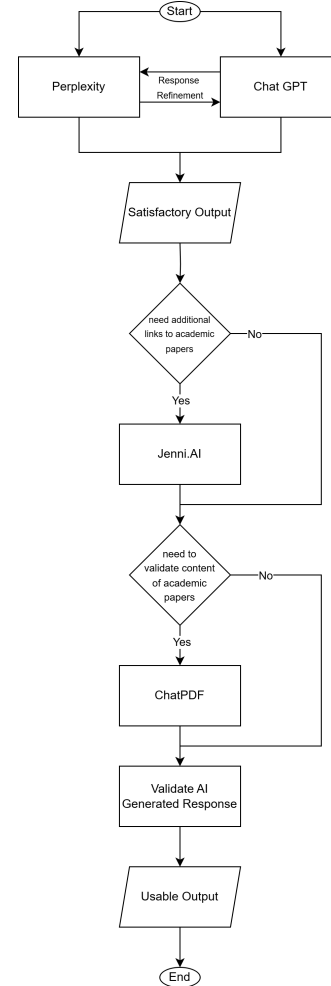 Start
Perplexity
Response
Refinement
Chat GPT
Satisfactory Output
need additional
links to academic
papers
No
Yes
Jenni.AI
need to
validate content
of academic
papers
No
Yes
ChatPDF
Validate AI
Generated Response
Usable Output
End